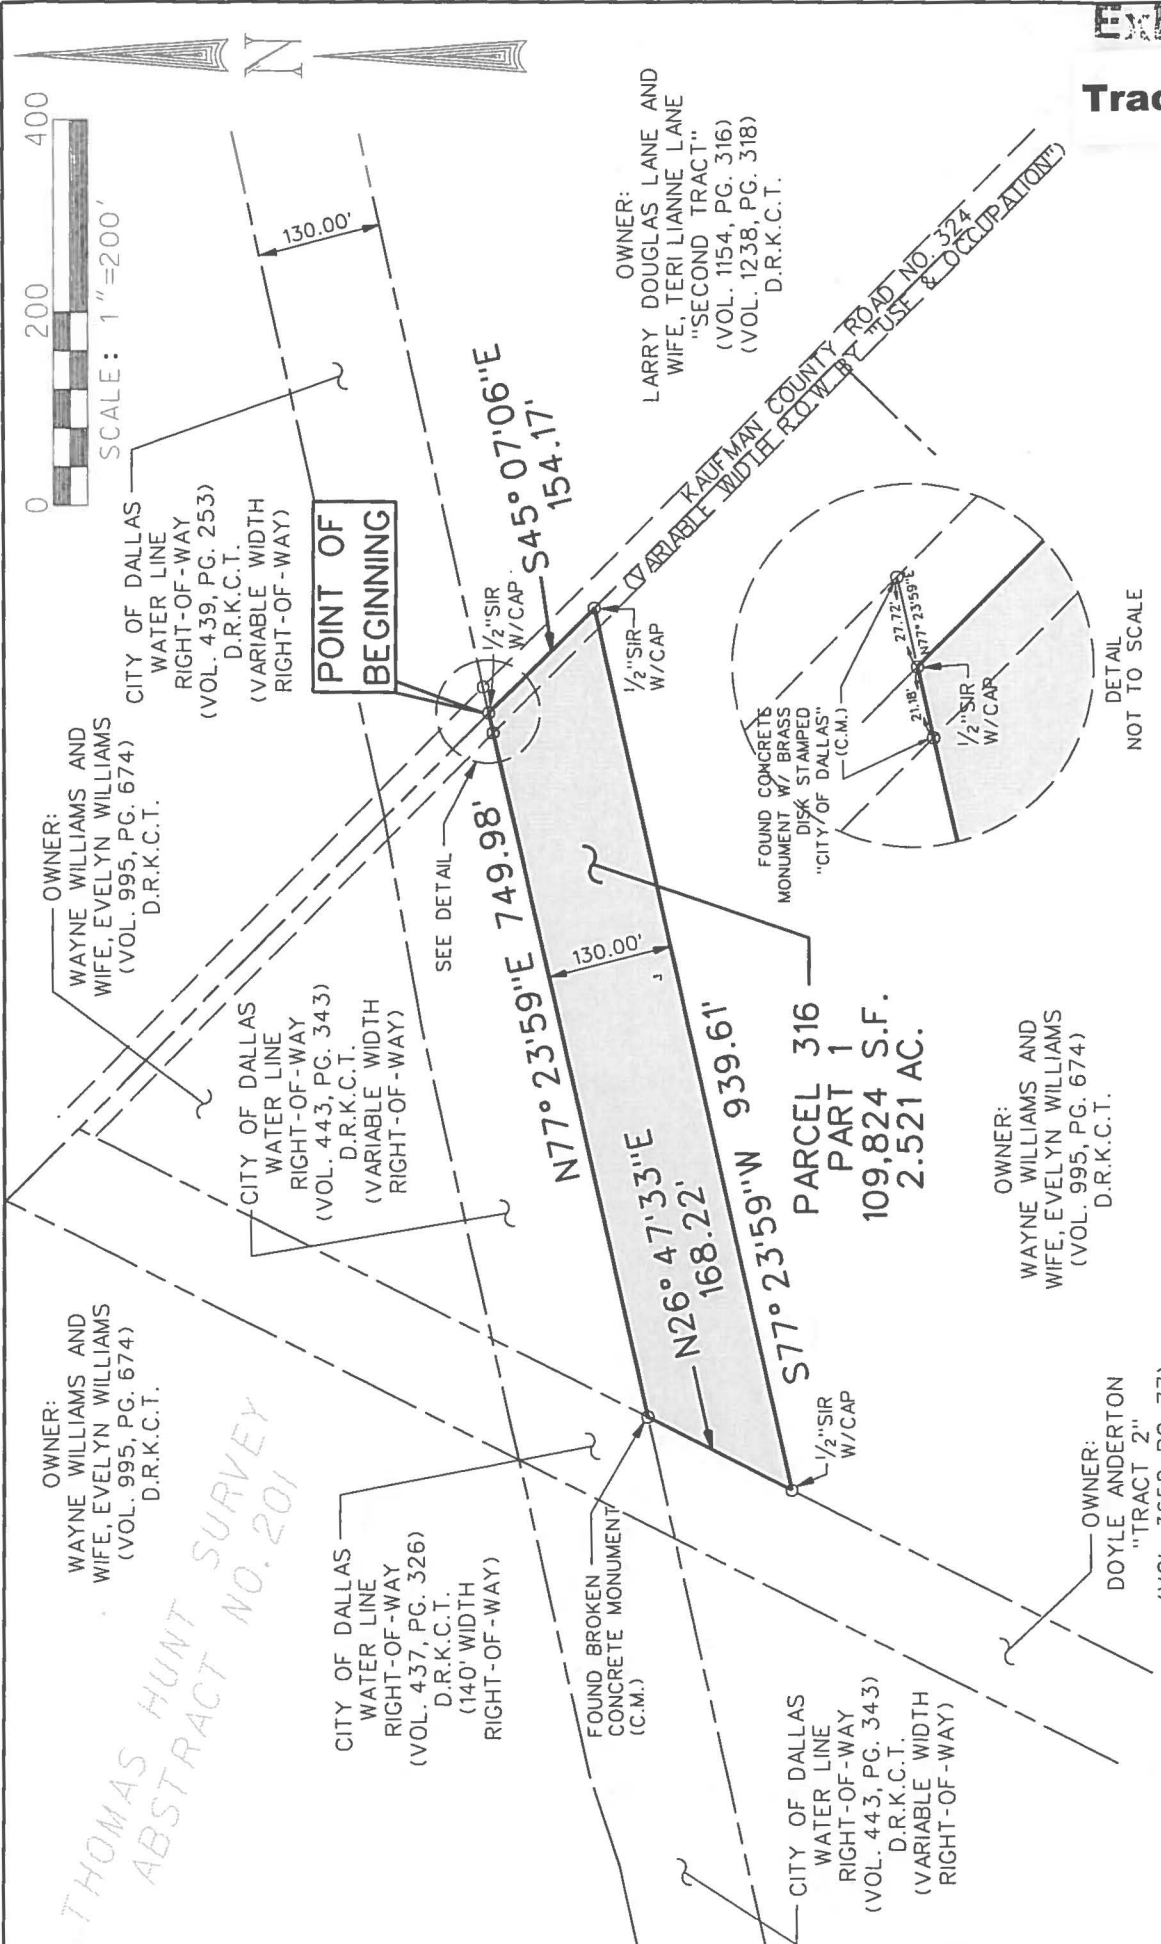 N
0 200 400
SCALE: 1"=200'
Trac
THOMAS HUNT SURVEY
ABSTRACT NO. 201
OWNER:
WAYNE WILLIAMS AND
WIFE, EVELYN WILLIAMS
(VOL. 995, PG. 674)
D.R.K.C.T.
OWNER:
WAYNE WILLIAMS AND
WIFE, EVELYN WILLIAMS
(VOL. 995, PG. 674)
D.R.K.C.T.
CITY OF DALLAS
WATER LINE
RIGHT-OF-WAY
(VOL. 439, PG. 253)
D.R.K.C.T.
(VARIABLE WIDTH
RIGHT-OF-WAY)
130.00'
CITY OF DALLAS
WATER LINE
RIGHT-OF-WAY
(VOL. 443, PG. 343)
D.R.K.C.T.
(VARIABLE WIDTH
RIGHT-OF-WAY)
POINT OF
BEGINNING
CITY OF DALLAS
WATER LINE
RIGHT-OF-WAY
(VOL. 437, PG. 326)
D.R.K.C.T.
(140' WIDTH
RIGHT-OF-WAY)
SEE DETAIL
1/2"SIR
W/CAP
S45°07'06"E
154.17'
1/2"SIR
W/CAP
OWNER:
LARRY DOUGLAS LANE AND
WIFE, TERI LIANNE LANE
"SECOND TRACT"
(VOL. 1154, PG. 316)
(VOL. 1238, PG. 318)
D.R.K.C.T.
KAUFMAN COUNTY ROAD NO. 324
(VARIABLE WIDTH R.O.W. BY "USE & OCCUPATION")
N77°23'59"E 749.98'
130.00'
FOUND BROKEN
CONCRETE MONUMENT
(C.M.)
N26°47'33"E
168.22'
S77°23'59"W 939.61'
1/2"SIR
W/CAP
PARCEL 316
PART 1
109,824 S.F.
2.521 AC.
FOUND CONCRETE
MONUMENT W/ BRASS
DISK STAMPED
"CITY OF DALLAS"
(C.M.)
21.18'
27.72'
N77°23'59"E
1/2"SIR
W/CAP
DETAIL
NOT TO SCALE
CITY OF DALLAS
WATER LINE
RIGHT-OF-WAY
(VOL. 443, PG. 343)
D.R.K.C.T.
(VARIABLE WIDTH
RIGHT-OF-WAY)
OWNER:
WAYNE WILLIAMS AND
WIFE, EVELYN WILLIAMS
(VOL. 995, PG. 674)
D.R.K.C.T.
OWNER:
DOYLE ANDERTON
"TRACT 2"